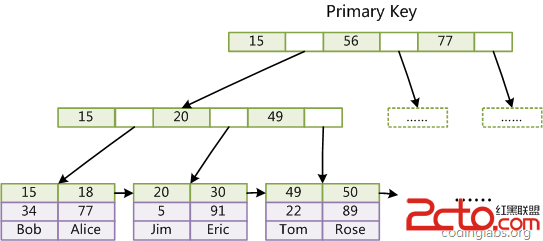 Primary Key
15 56 77
15 20 49
...... ......
15 18 20 30 49 50 ......
34 77 5 91 22 89
Bob Alice Jim Eric Tom Rose
2cto.com 红黑联盟
codinglabs.org